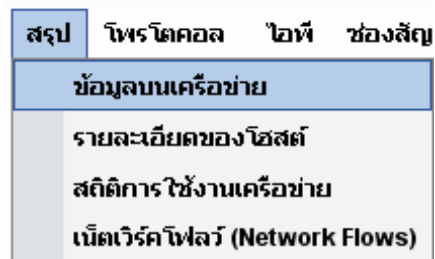 สรุป โพรโตคอล ไอพี ช่องสัญ
ข้อมูลบนเครือข่าย
รายละเอียดของโฮสต์
สถิติการใช้งานเครือข่าย
เน็ตเวิร์คโฟลว์ (Network Flows)